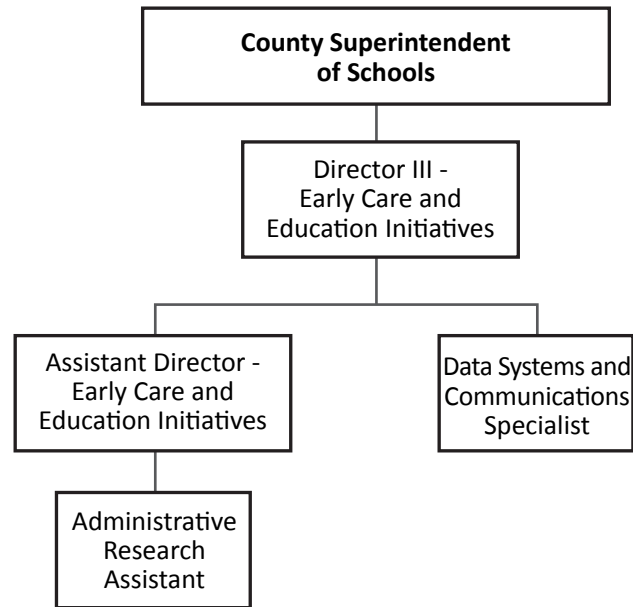 County Superintendent
of Schools
Director III -
Early Care and
Education Initiatives
Assistant Director -
Early Care and
Education Initiatives
Data Systems and
Communications
Specialist
Administrative
Research
Assistant